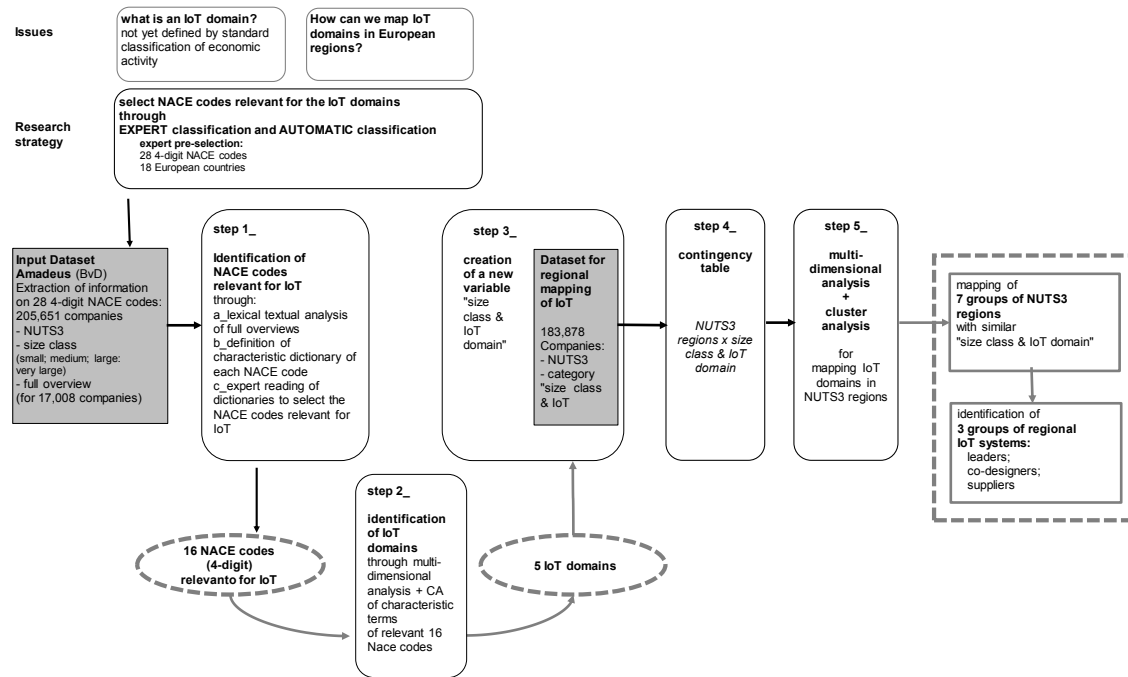 Issues
what is an IoT domain?
not yet defined by standard
classification of economic
activity
How can we map IoT
domains in European
regions?
Research
strategy
select NACE codes relevant for the IoT domains
through
EXPERT classification and AUTOMATIC classification
expert pre-selection:
28 4-digit NACE codes
18 European countries
Input Dataset
Amadeus (BvD)
Extraction of information
on 28 4-digit NACE codes:
205,651 companies
- NUTS3
- size class
(small; medium; large:
very large)
- full overview
(for 17,008 companies)
step 1_
Identification of
NACE codes
relevant for IoT
through:
a_lexical textual analysis
of full overviews
b_definition of
characteristic dictionary of
each NACE code
c_expert reading of
dictionaries to select the
NACE codes relevant for
IoT
16 NACE codes
(4-digit)
relevanto for IoT
step 2_
identification
of IoT
domains
through multi-
dimensional
analysis + CA
of characteristic
terms
of relevant 16
Nace codes
5 IoT domains
step 3_
creation
of a new
variable
"size
class &
IoT
domain"
Dataset for
regional
mapping
of IoT
183,878
Companies:
- NUTS3
- category
"size class
& IoT
step 4_
contingency
table
NUTS3
regions x size
class & IoT
domain
step 5_
multi-
dimensional
analysis
+
cluster
analysis
for
mapping IoT
domains in
NUTS3 regions
mapping of
7 groups of NUTS3
regions
with similar
"size class & IoT domain"
identification of
3 groups of regional
IoT systems:
leaders;
co-designers;
suppliers